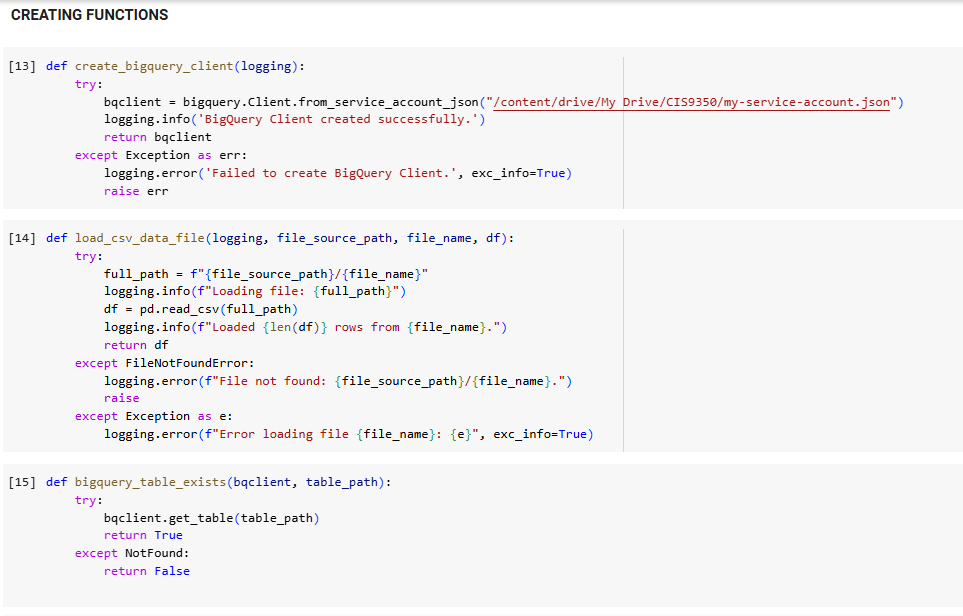 CREATING FUNCTIONS
[13] def create_bigquery_client(logging):
    try:
        bqclient = bigquery.Client.from_service_account_json("/content/drive/My Drive/CIS9350/my-service-account.json")
        logging.info('BigQuery Client created successfully.')
        return bqclient
    except Exception as err:
        logging.error('Failed to create BigQuery Client.', exc_info=True)
        raise err
[14] def load_csv_data_file(logging, file_source_path, file_name, df):
    try:
        full_path = f"{file_source_path}/{file_name}"
        logging.info(f"Loading file: {full_path}")
        df = pd.read_csv(full_path)
        logging.info(f"Loaded {len(df)} rows from {file_name}.")
        return df
    except FileNotFoundError:
        logging.error(f"File not found: {file_source_path}/{file_name}.")
        raise
    except Exception as e:
        logging.error(f"Error loading file {file_name}: {e}", exc_info=True)
[15] def bigquery_table_exists(bqclient, table_path):
    try:
        bqclient.get_table(table_path)
        return True
    except NotFound:
        return False